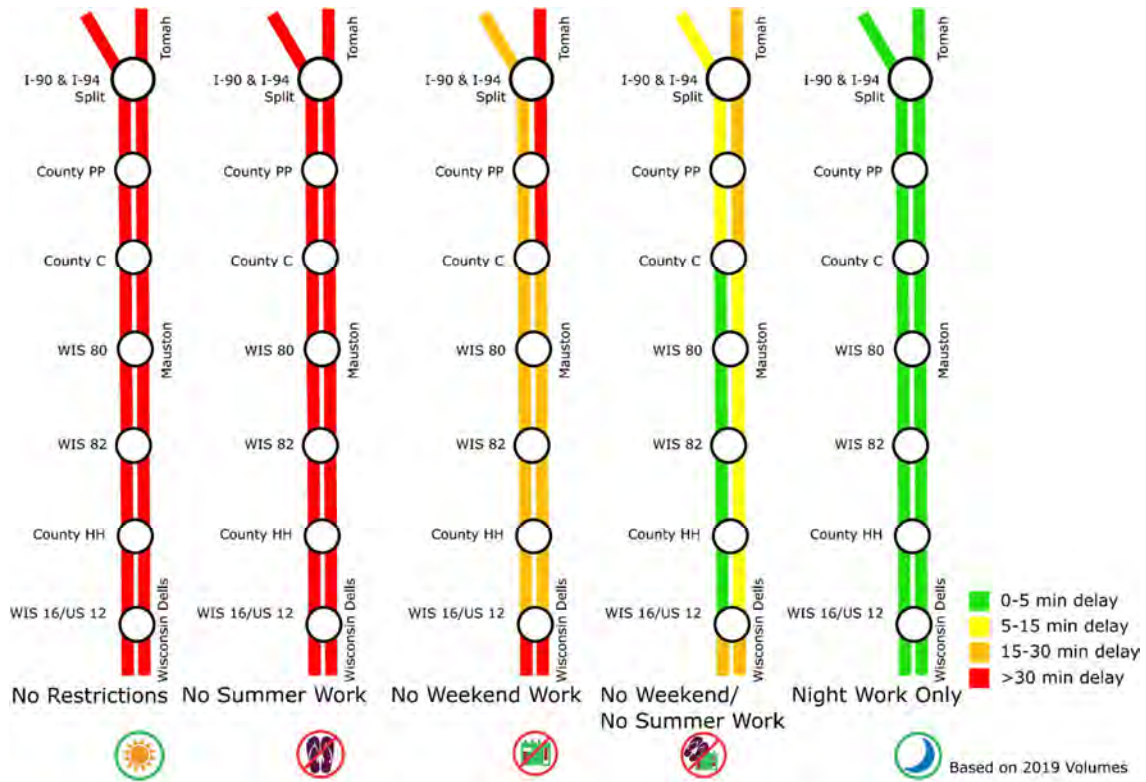 Tomah
I-90 & I-94
Split
County PP
County C
WIS 80
Mauston
WIS 82
County HH
WIS 16/US 12
Wisconsin Dells
No Restrictions
Tomah
I-90 & I-94
Split
County PP
County C
WIS 80
Mauston
WIS 82
County HH
WIS 16/US 12
Wisconsin Dells
No Summer Work
Tomah
I-90 & I-94
Split
County PP
County C
WIS 80
Mauston
WIS 82
County HH
WIS 16/US 12
Wisconsin Dells
No Weekend Work
Tomah
I-90 & I-94
Split
County PP
County C
WIS 80
Mauston
WIS 82
County HH
WIS 16/US 12
Wisconsin Dells
No Weekend/
No Summer Work
Tomah
I-90 & I-94
Split
County PP
County C
WIS 80
Mauston
WIS 82
County HH
WIS 16/US 12
Wisconsin Dells
Night Work Only
0-5 min delay
5-15 min delay
15-30 min delay
>30 min delay
Based on 2019 Volumes